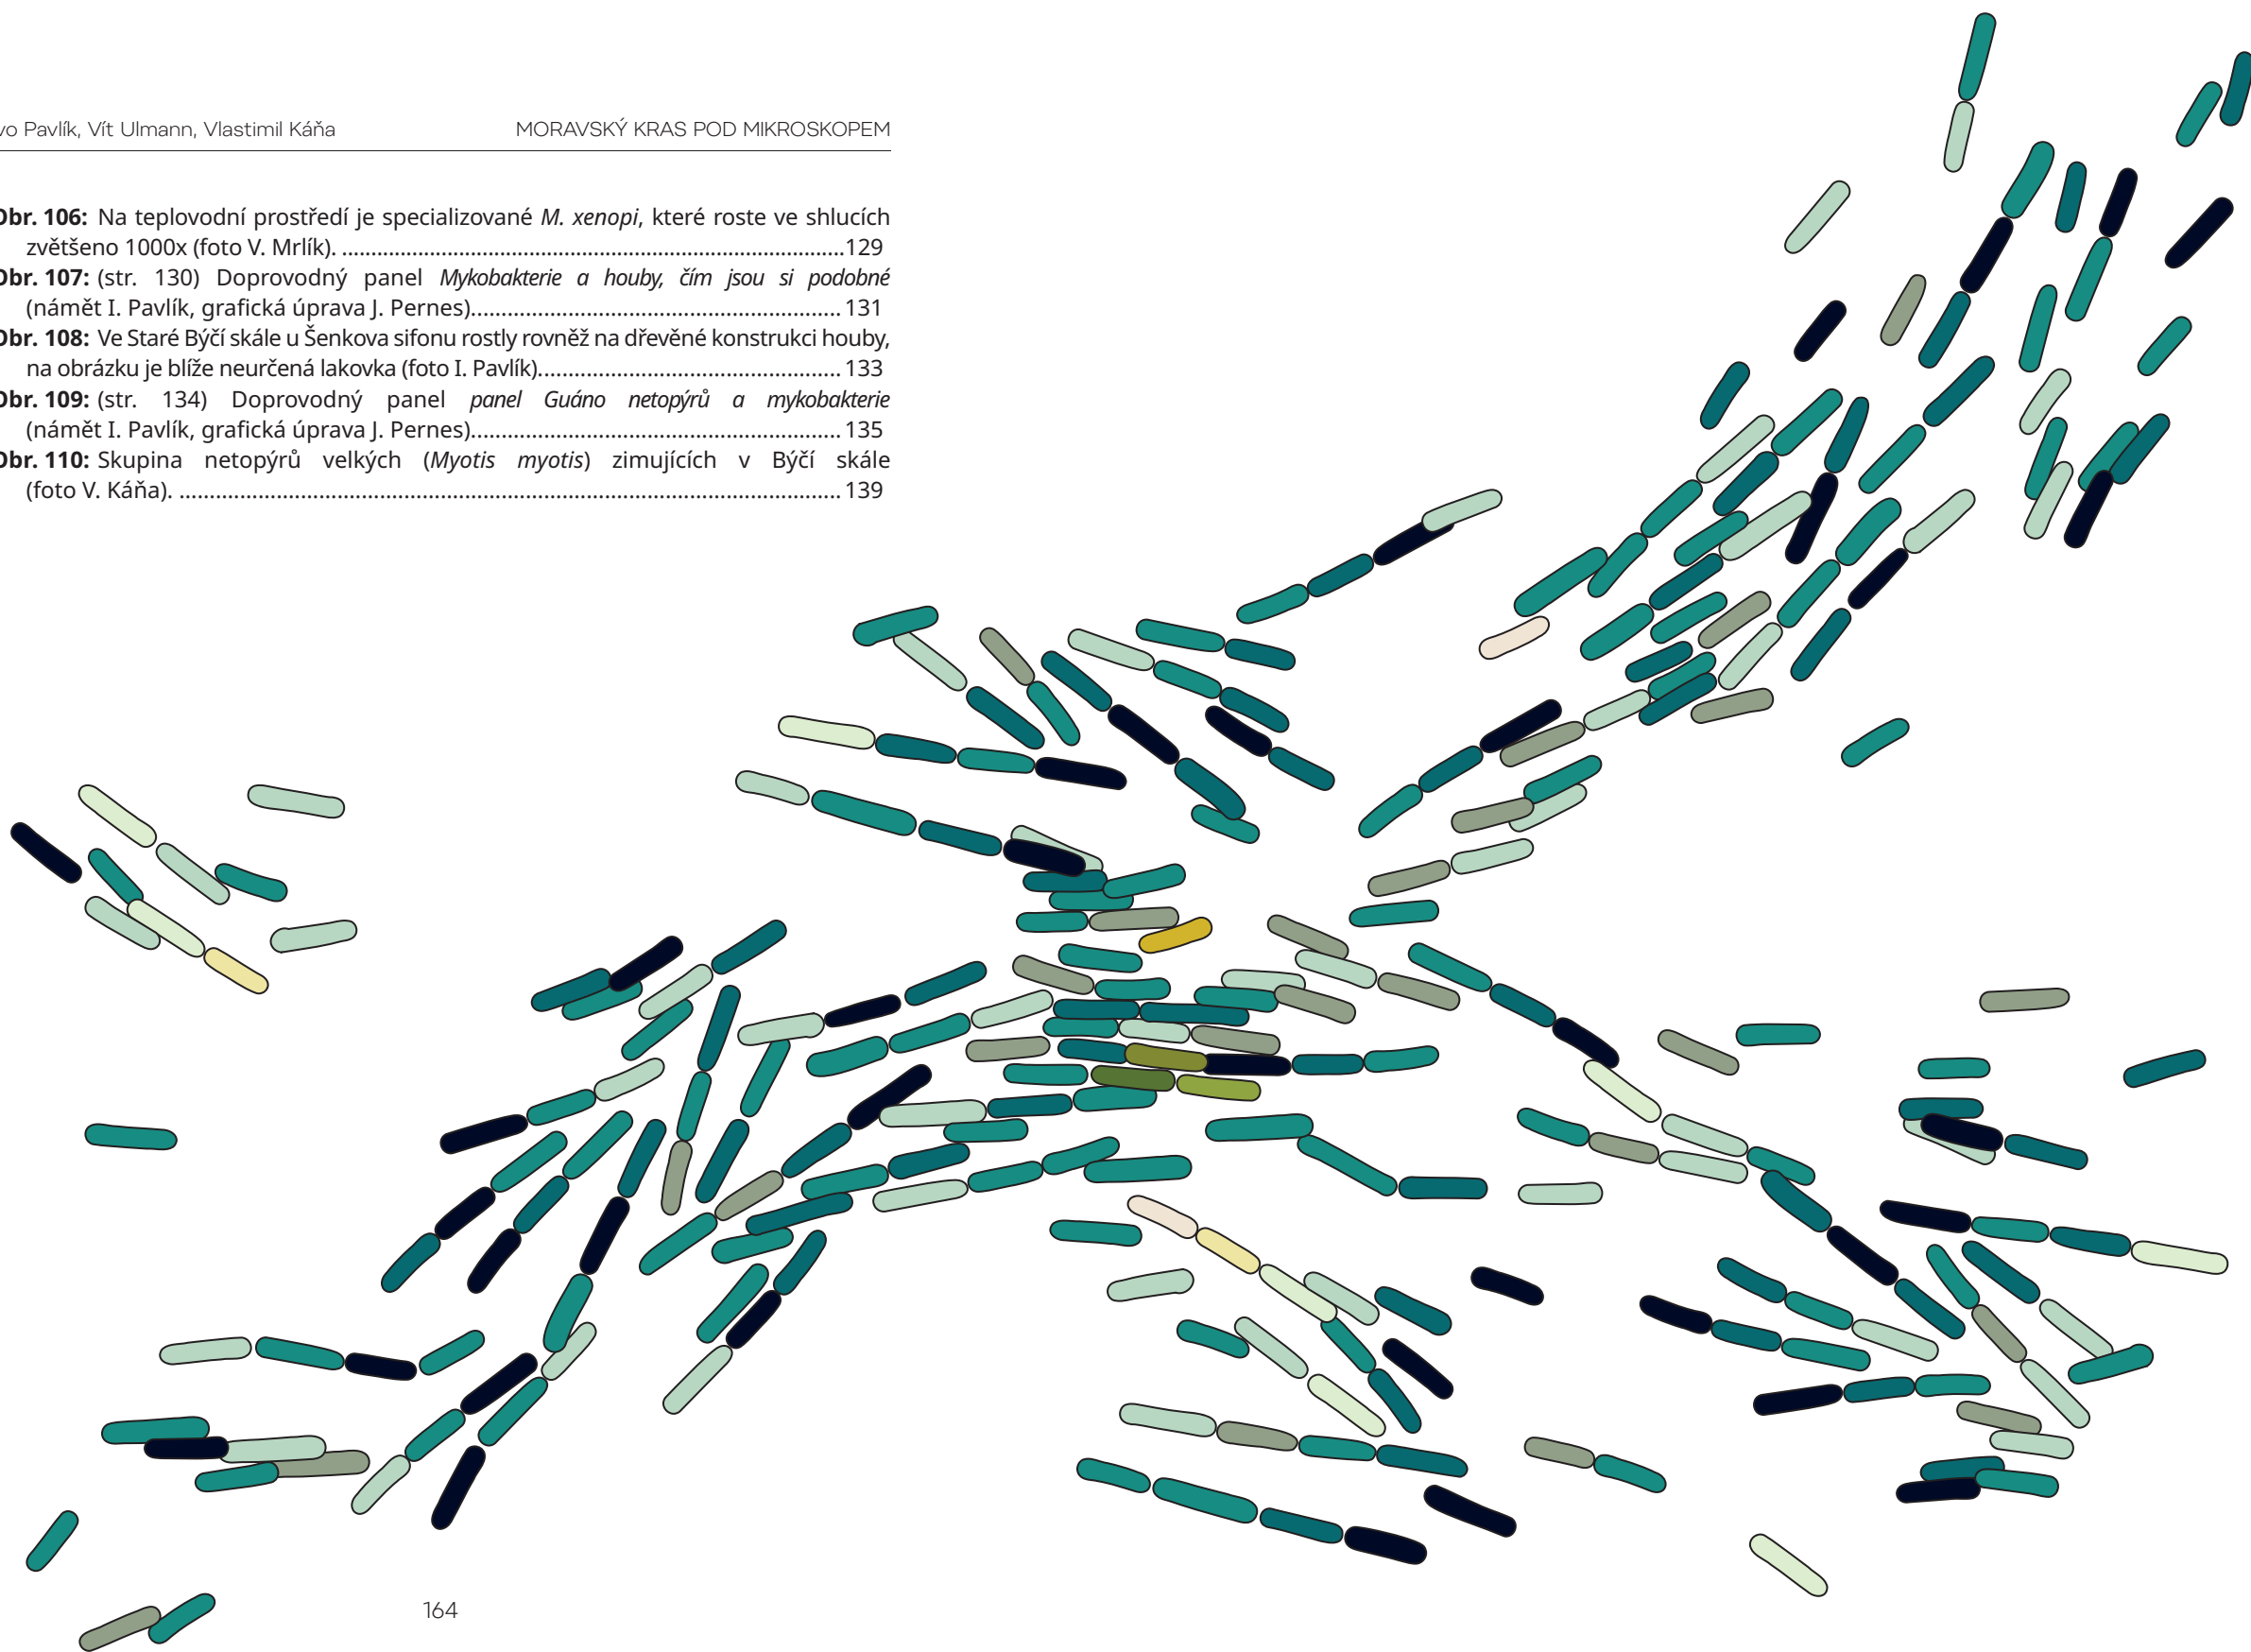 vo Pavlík, Vít Ulmann, Vlastimil Káňa MORAVSKÝ KRAS POD MIKROSKOPEM
Obr. 106: Na teplovodní prostředí je specializované M. xenopi, které roste ve shlucích
zvětšeno 1000x (foto V. Mrlík). ....................................................................................129
Obr. 107: (str. 130) Doprovodný panel Mykobakterie a houby, čím jsou si podobné
(námět I. Pavlík, grafická úprava J. Pernes)..............................................................131
Obr. 108: Ve Staré Býčí skále u Šenkova sifonu rostly rovněž na dřevěné konstrukci houby,
na obrázku je blíže neurčená lakovka (foto I. Pavlík)..................................................133
Obr. 109: (str. 134) Doprovodný panel panel Guáno netopýrů a mykobakterie
(námět I. Pavlík, grafická úprava J. Pernes)..............................................................135
Obr. 110: Skupina netopýrů velkých (Myotis myotis) zimujících v Býčí skále
(foto V. Káňa). ..............................................................................................................139
164